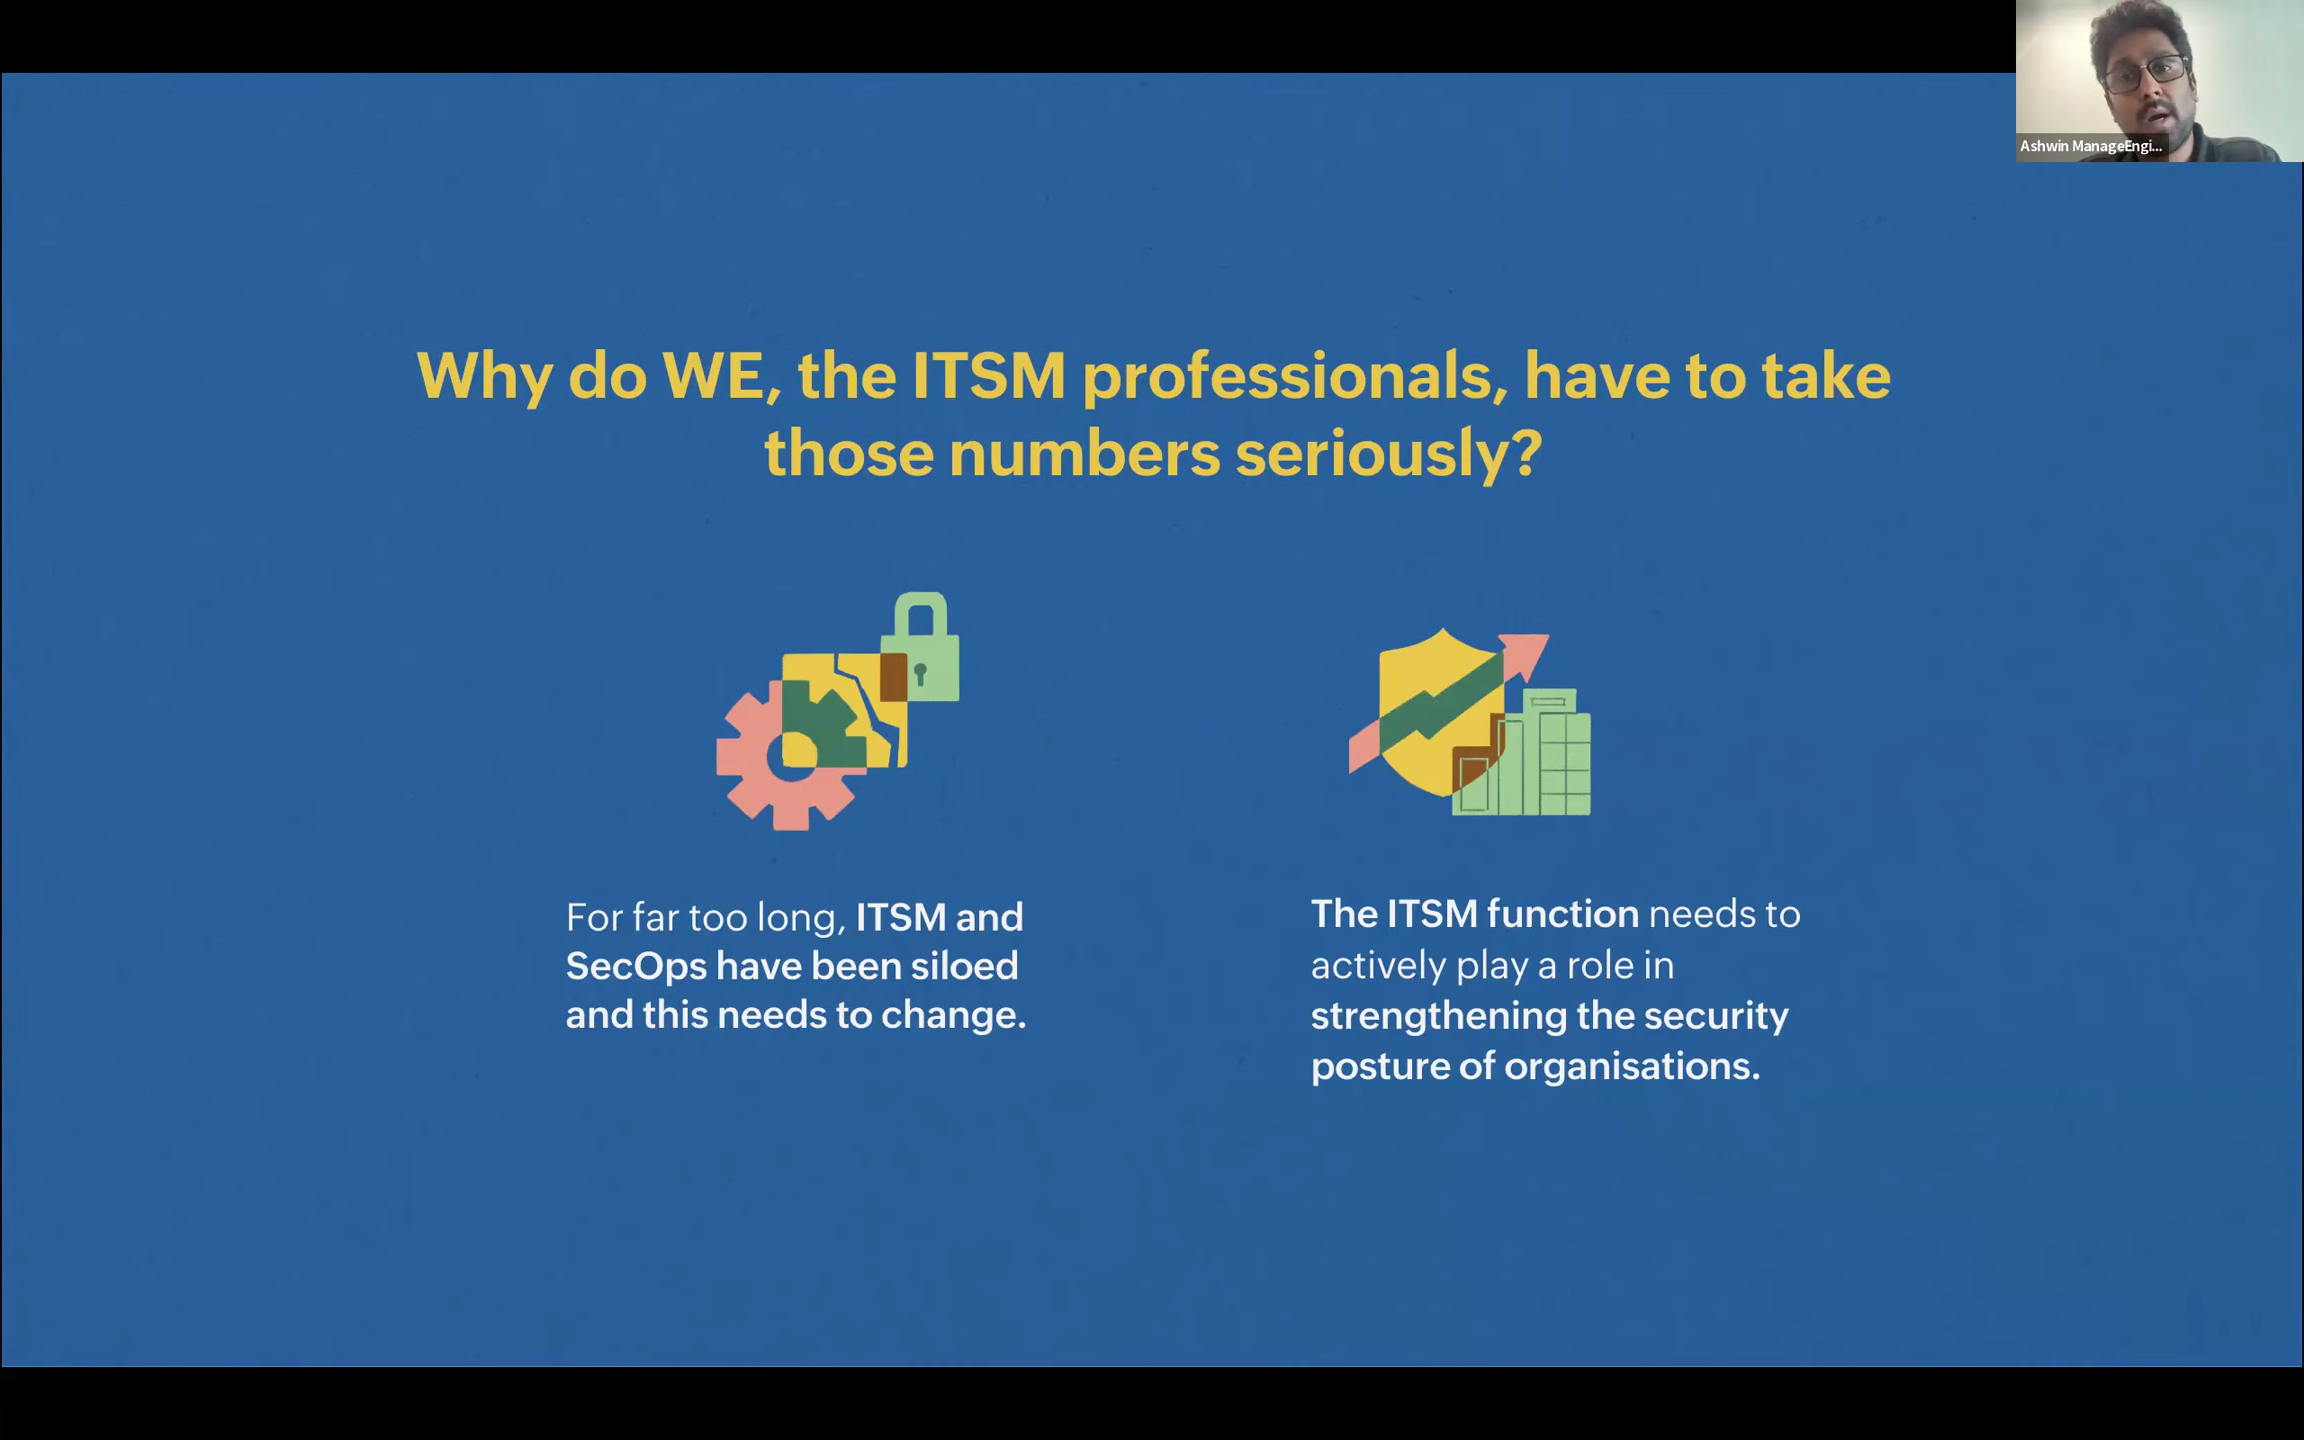 Ashwin ManageEngi...
Why do WE, the ITSM professionals, have to take
those numbers seriously?
For far too long, ITSM and
SecOps have been siloed
and this needs to change.
The ITSM function needs to
actively play a role in
strengthening the security
posture of organisations.